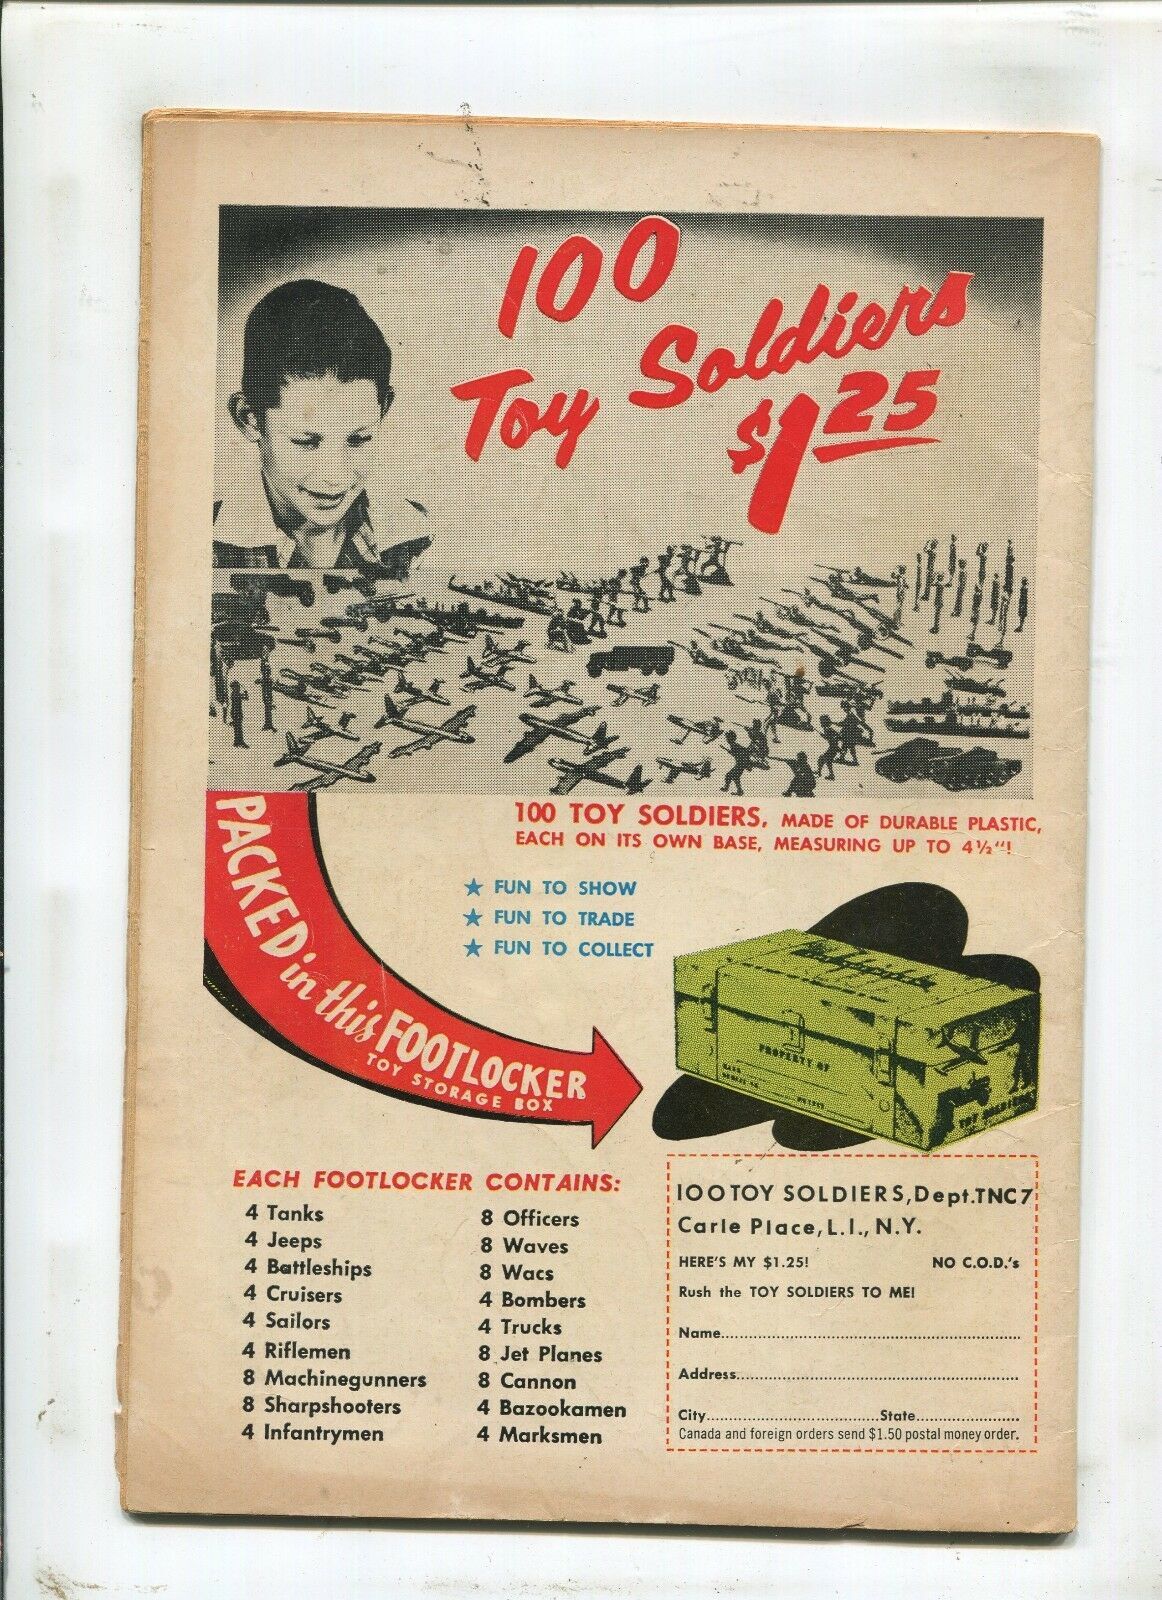 100
Toy Soldiers
$1.25
100 TOY SOLDIERS, MADE OF DURABLE PLASTIC,
EACH ON ITS OWN BASE, MEASURING UP TO 4½"!
★ FUN TO SHOW
★ FUN TO TRADE
★ FUN TO COLLECT
PACKED in this FOOTLOCKER
TOY STORAGE BOX
PROPERTY OF
TOY SOLDIERS
EACH FOOTLOCKER CONTAINS:
4 Tanks
4 Jeeps
4 Battleships
4 Cruisers
4 Sailors
4 Riflemen
8 Machinegunners
8 Sharpshooters
4 Infantrymen
8 Officers
8 Waves
8 Wacs
4 Bombers
4 Trucks
8 Jet Planes
8 Cannon
4 Bazookamen
4 Marksmen
100 TOY SOLDIERS, Dept. TNC7
Carle Place, L.I., N.Y.
HERE'S MY $1.25! NO C.O.D.'s
Rush the TOY SOLDIERS TO ME!
Name
Address
City State
Canada and foreign orders send $1.50 postal money order.